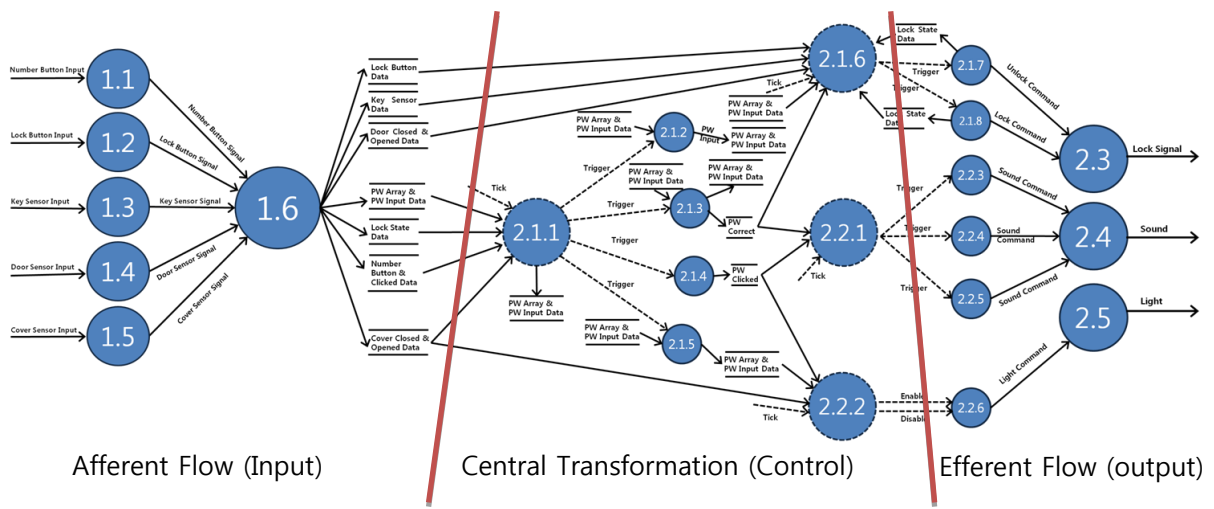 Number Button Input
1.1
Number Button Signal
Lock Button Input
1.2
Lock Button Signal
Key Sensor Input
1.3
Key Sensor Signal
Door Sensor Input
1.4
Door Sensor Signal
Cover Sensor Input
1.5
Cover Sensor Signal
1.6
Lock Button
Data
Key Sensor
Data
Door Closed &
Opened Data
PW Array &
PW Input Data
Lock State
Data
Number
Button &
Clicked Data
Cover Closed &
Opened Data
Tick
2.1.1
PW Array &
PW Input Data
Trigger
Trigger
Trigger
Trigger
PW Array &
PW Input Data
2.1.2
PW
Input
PW Array &
PW Input Data
PW Array &
PW Input Data
2.1.3
PW Array &
PW Input Data
PW
Correct
2.1.4
PW
Clicked
PW Array &
PW Input Data
2.1.5
PW Array &
PW Input Data
Tick
PW Array &
PW Input Data
2.1.6
Lock State
Data
Trigger
Trigger
Lock State
Data
2.2.1
Tick
Trigger
Trigger
Trigger
2.2.2
Tick
Enable
Disable
2.1.7
Unlock Command
2.1.8
Lock Command
2.3
Lock Signal
2.2.3
Sound Command
2.2.4
Sound
Command
2.2.5
Sound Command
2.4
Sound
2.5
Light
2.2.6
Light Command
Afferent Flow (Input)
Central Transformation (Control)
Efferent Flow (output)